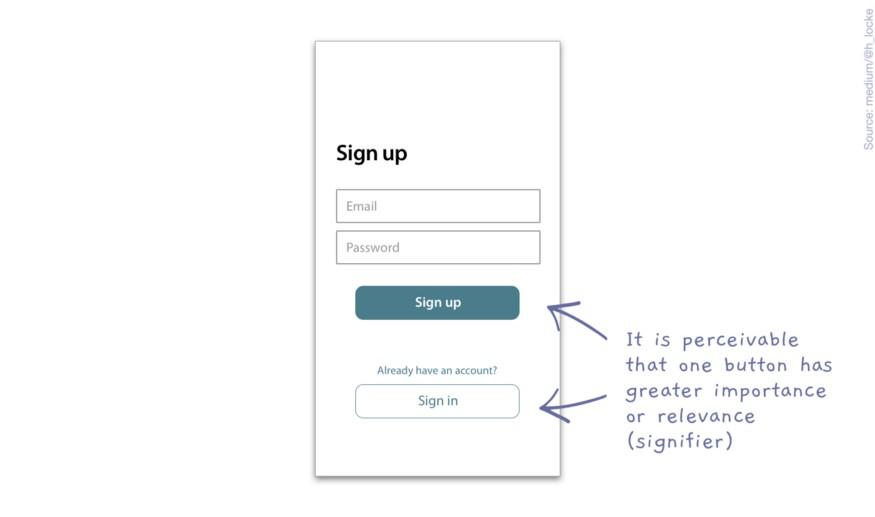 Sign up
Email
Password
Sign up
Already have an account?
Sign in
It is perceivable
that one button has
greater importance
or relevance
(signifier)
Source: medium/@h_locke